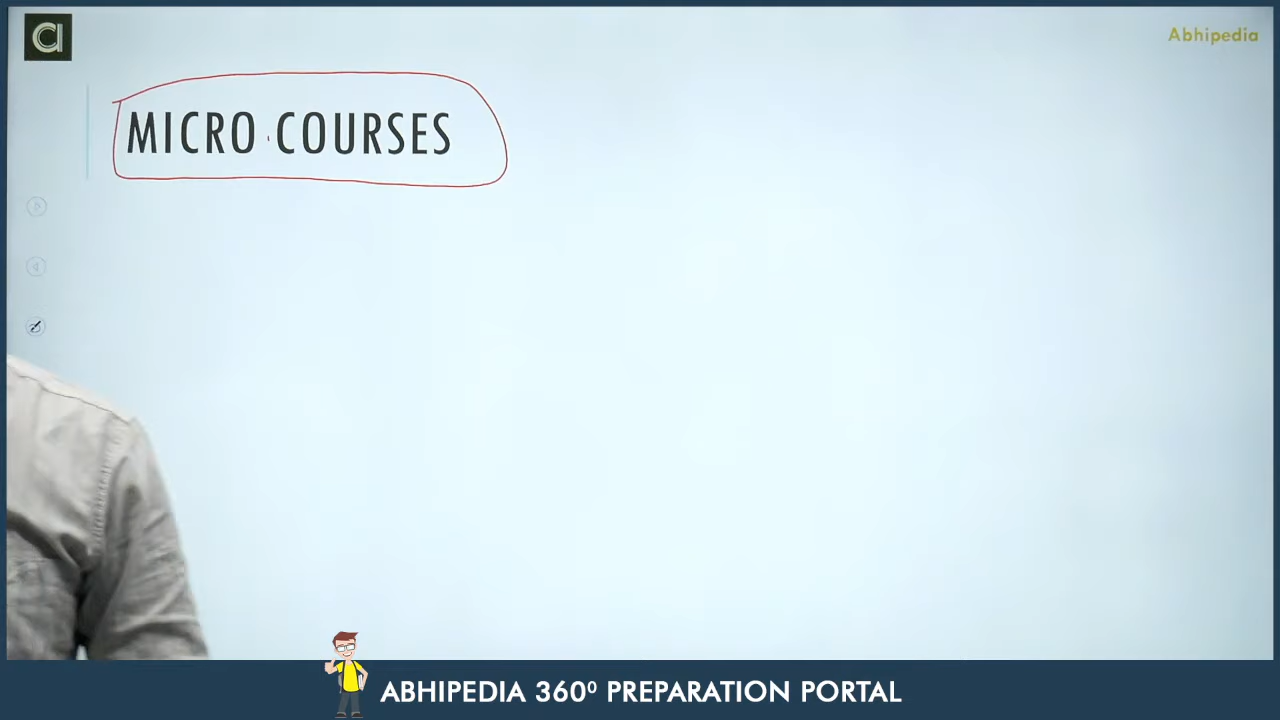 Abhipedia
MICRO COURSES
ABHIPEDIA 360⁰ PREPARATION PORTAL